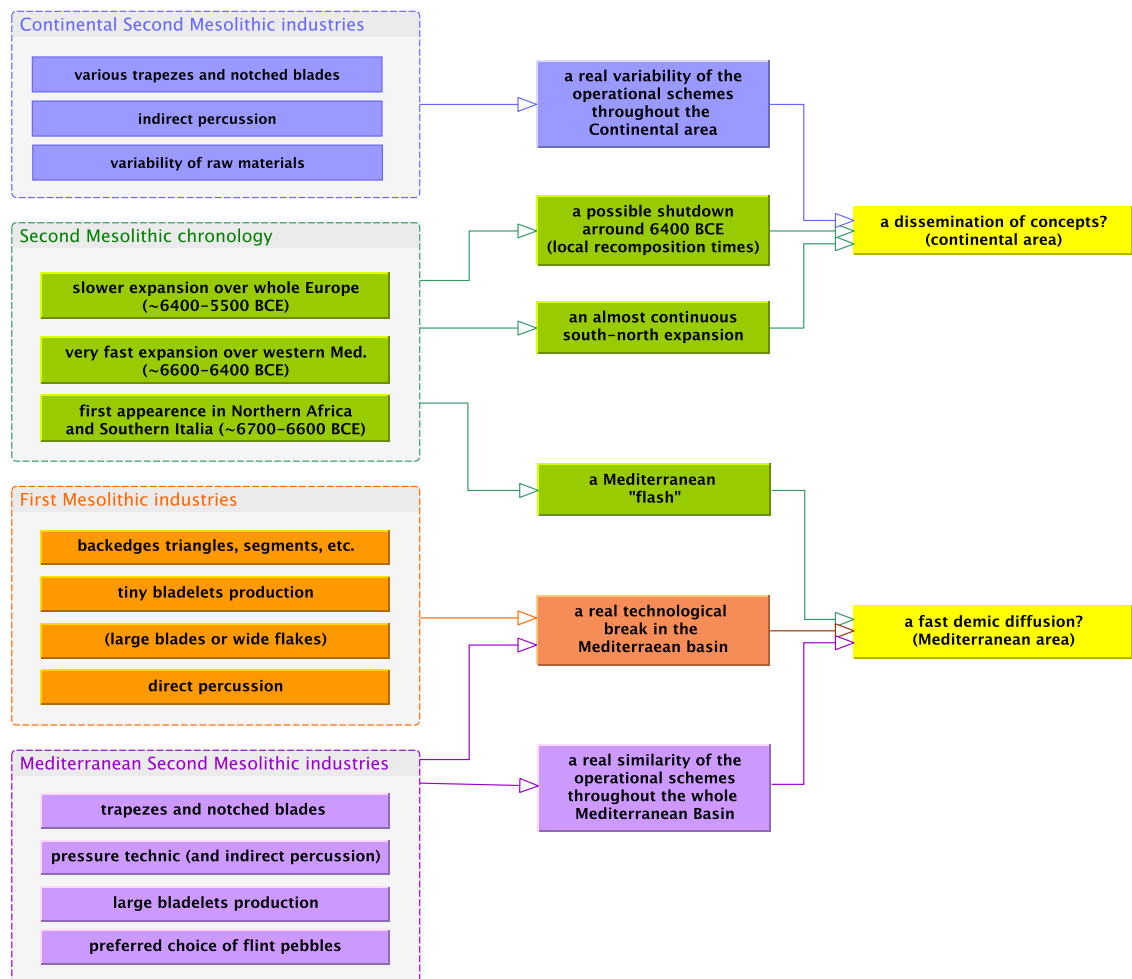 Continental Second Mesolithic industries
various trapezes and notched blades
indirect percussion
variability of raw materials
a real variability of the
operational schemes
throughout the
Continental area
Second Mesolithic chronology
slower expansion over whole Europe
(~6400-5500 BCE)
very fast expansion over western Med.
(~6600-6400 BCE)
first appearence in Northern Africa
and Southern Italia (~6700-6600 BCE)
a possible shutdown
arround 6400 BCE
(local recomposition times)
an almost continuous
south-north expansion
a dissemination of concepts?
(continental area)
a Mediterranean
"flash"
First Mesolithic industries
backedges triangles, segments, etc.
tiny bladelets production
(large blades or wide flakes)
direct percussion
a real technological
break in the
Mediterraean basin
a fast demic diffusion?
(Mediterranean area)
Mediterranean Second Mesolithic industries
trapezes and notched blades
pressure technic (and indirect percussion)
large bladelets production
preferred choice of flint pebbles
a real similarity of the
operational schemes
throughout the whole
Mediterranean Basin